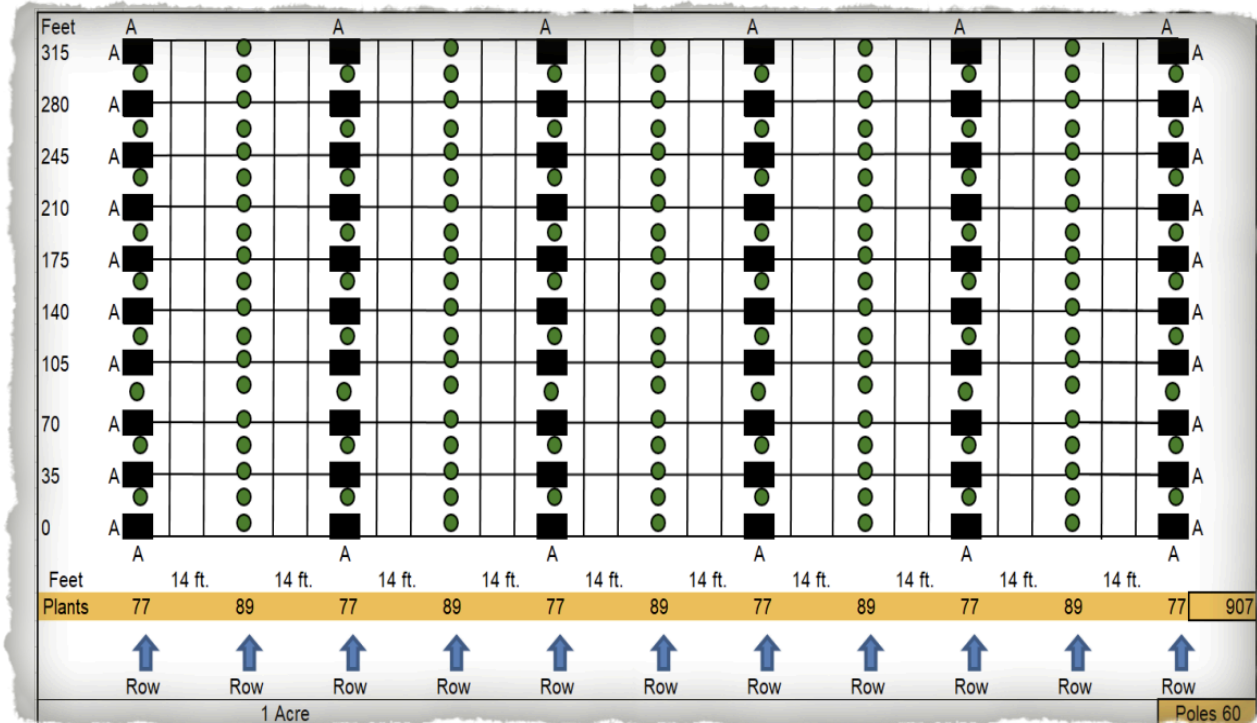 Feet A A A A A A
315 A A
280 A A
245 A A
210 A A
175 A A
140 A A
105 A A
70 A A
35 A A
0 A A
A A A A A A
Feet 14 ft. 14 ft. 14 ft. 14 ft. 14 ft. 14 ft. 14 ft. 14 ft. 14 ft. 14 ft.
Plants 77 89 77 89 77 89 77 89 77 89 77 907
Row Row Row Row Row Row Row Row Row Row Row
1 Acre Poles 60